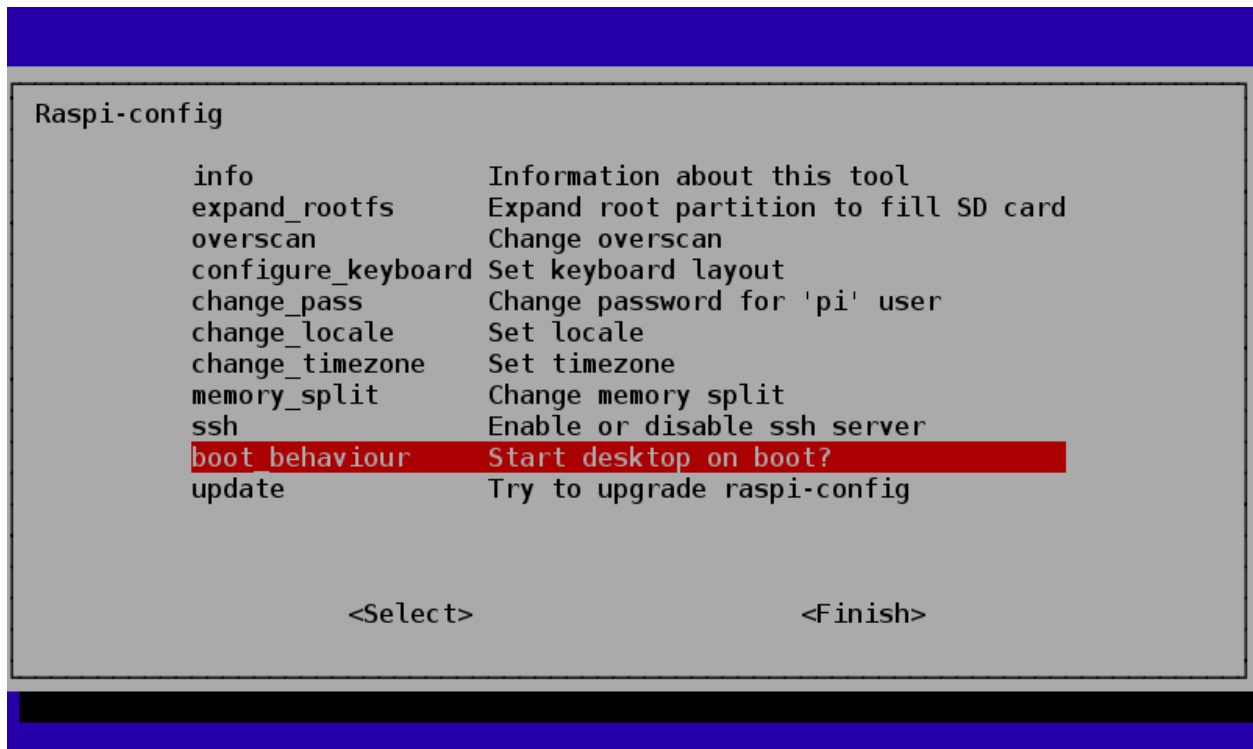 Raspi-config
info Information about this tool
expand_rootfs Expand root partition to fill SD card
overscan Change overscan
configure_keyboard Set keyboard layout
change_pass Change password for 'pi' user
change_locale Set locale
change_timezone Set timezone
memory_split Change memory split
ssh Enable or disable ssh server
boot_behaviour Start desktop on boot?
update Try to upgrade raspi-config
<Select> <Finish>